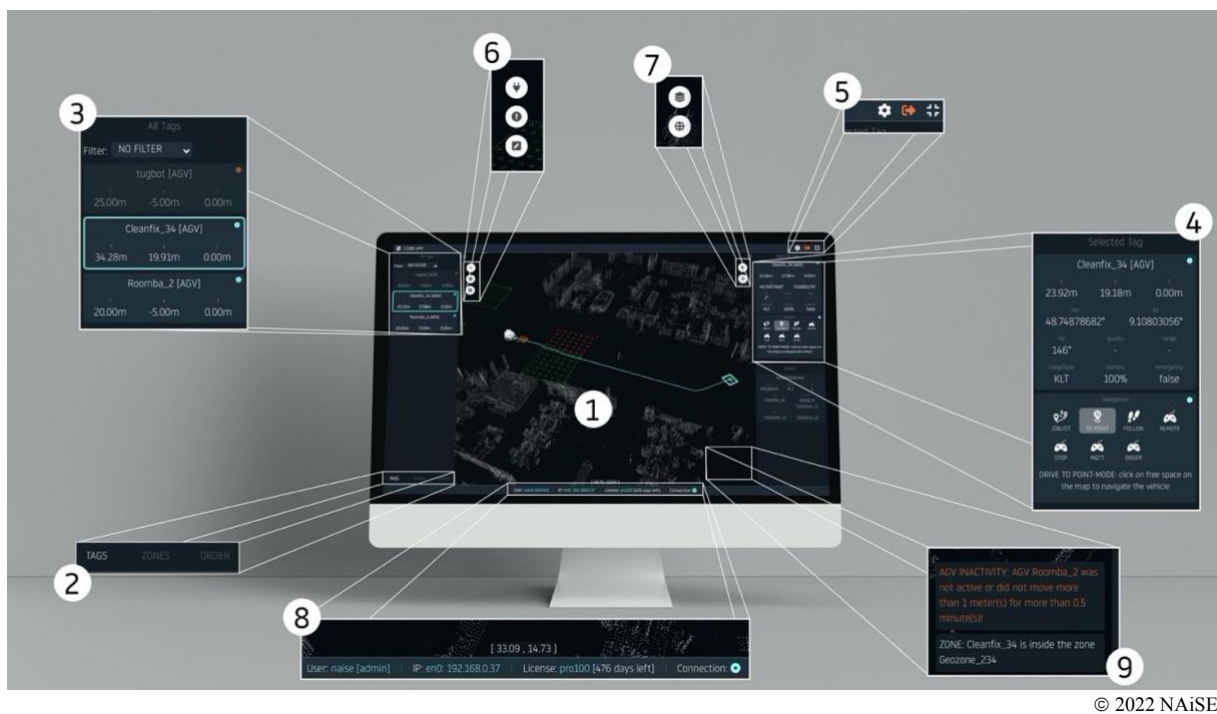 6
7
5
3
All Tags
Filter: NO FILTER
tugbot [AGV]
25.00m -5.00m 0.00m
Cleanfix_34 [AGV]
34.28m 19.91m 0.00m
Roomba_2 [AGV]
20.00m -5.00m 0.00m
4
Selected Tag
Cleanfix_34 [AGV]
23.92m 19.18m 0.00m
48.74878682° 9.10803056°
quality range
146° - -
battery emergency
KLT 100% false
Navigation
JOBLIST TO POINT FOLLOW REMOTE
STOP MQTT ORDER
DRIVE TO POINT-MODE: click on free space on
the map to navigate the vehicle
1
TAGS ZONES ORDER
2
8
[ 33.09 , 14.73 ]
User: naise [admin] | IP: en0: 192.168.0.37 | License: pro100 [476 days left] | Connection:
AGV INACTIVITY: AGV Roomba_2 was
not active or did not move more
than 1 meter(s) for more than 0.5
minute(s)!
ZONE: Cleanfix_34 is inside the zone
Geozone_234
9
© 2022 NAiSE